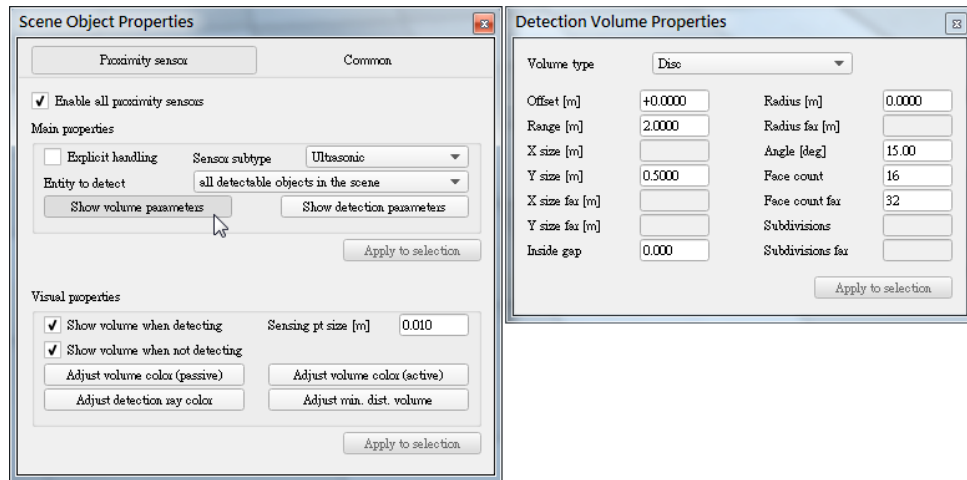 Scene Object Properties
Proximity sensor Common
Enable all proximity sensors
Main properties
Explicit handling Sensor subtype Ultrasonic
Entity to detect all detectable objects in the scene
Show volume parameters Show detection parameters
Apply to selection
Visual properties
Show volume when detecting Sensing pt size [m] 0.010
Show volume when not detecting
Adjust volume color (passive) Adjust volume color (active)
Adjust detection ray color Adjust min. dist. volume
Apply to selection
Detection Volume Properties
Volume type Disc
Offset [m] +0.0000 Radius [m] 0.0000
Range [m] 2.0000 Radius far [m]
X size [m] Angle [deg] 15.00
Y size [m] 0.5000 Face count 16
X size far [m] Face count far 32
Y size far [m] Subdivisions
Inside gap 0.000 Subdivisions far
Apply to selection